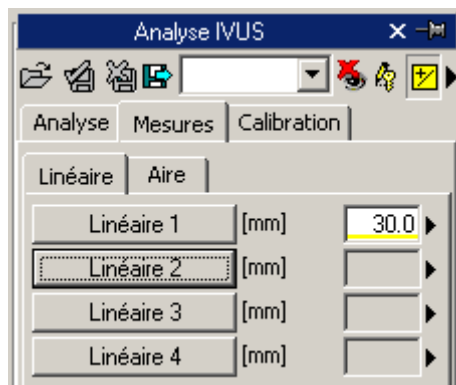 Analyse IVUS
Analyse Mesures Calibration
Linéaire Aire
Linéaire 1 [mm] 30.0
Linéaire 2 [mm]
Linéaire 3 [mm]
Linéaire 4 [mm]